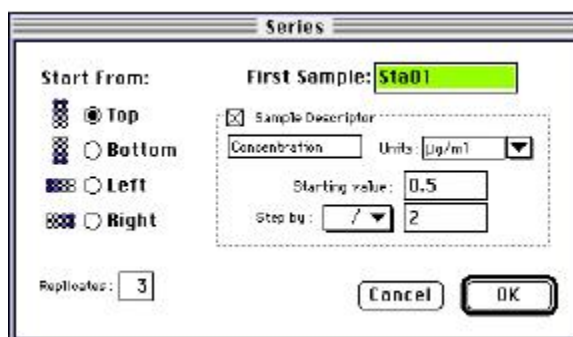 Series
Start From:
First Sample: Sta01
Top
Bottom
Left
Right
Sample Descriptor
Concentration Units: µg/ml
Starting value: 0.5
Step by: / 2
Replicates: 3
Cancel OK